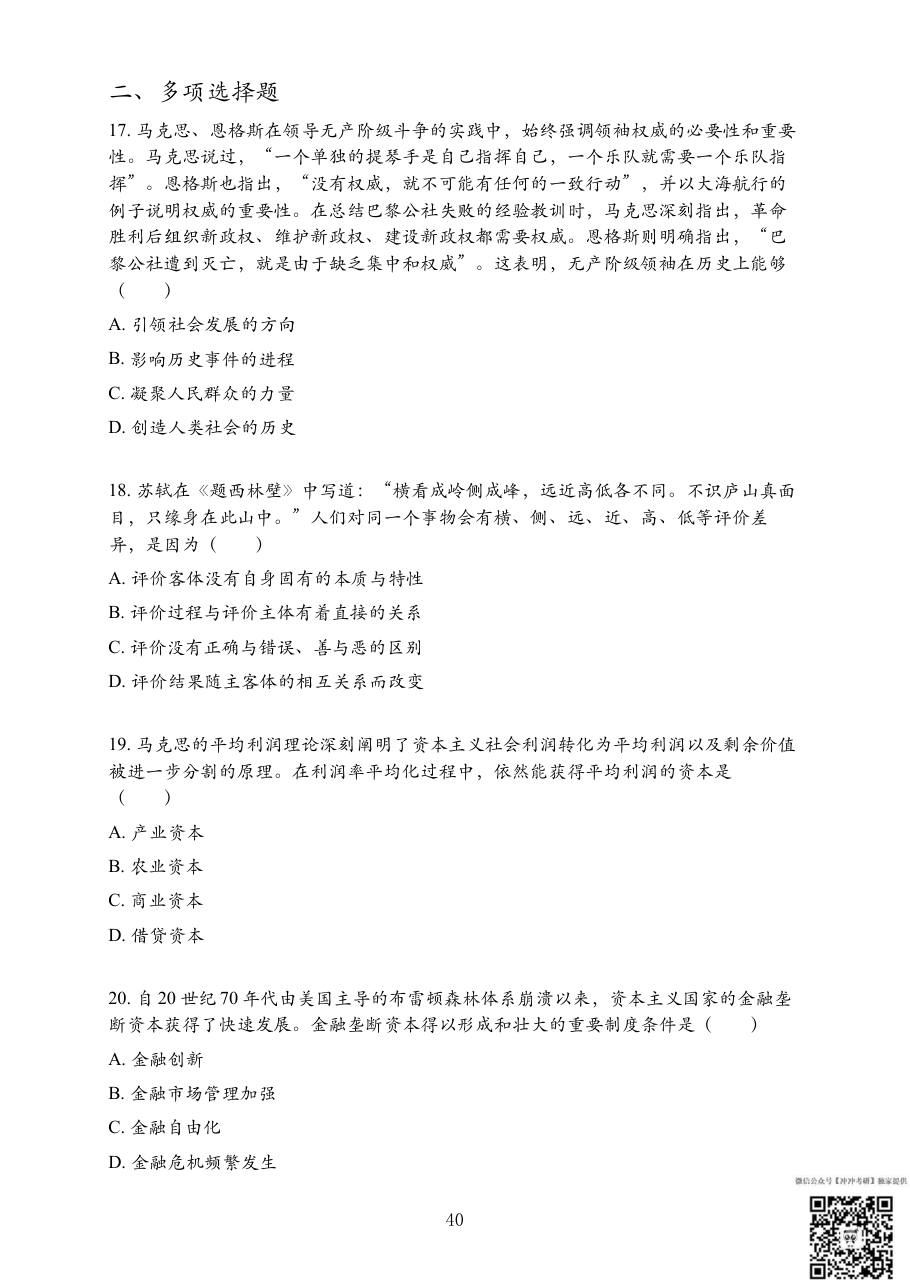 二、多项选择题
17. 马克思、恩格斯在领导无产阶级斗争的实践中，始终强调领袖权威的必要性和重要
性。马克思说过，“一个单独的提琴手是自己指挥自己，一个乐队就需要一个乐队指
挥”。恩格斯也指出，“没有权威，就不可能有任何的一致行动”，并以大海航行的
例子说明权威的重要性。在总结巴黎公社失败的经验教训时，马克思深刻指出，革命
胜利后组织新政权、维护新政权、建设新政权都需要权威。恩格斯则明确指出，“巴
黎公社遭到灭亡，就是由于缺乏集中和权威”。这表明，无产阶级领袖在历史上能够
（　　）
A. 引领社会发展的方向
B. 影响历史事件的进程
C. 凝聚人民群众的力量
D. 创造人类社会的历史
18. 苏轼在《题西林壁》中写道：“横看成岭侧成峰，远近高低各不同。不识庐山真面
目，只缘身在此山中。”人们对同一个事物会有横、侧、远、近、高、低等评价差
异，是因为（　　）
A. 评价客体没有自身固有的本质与特性
B. 评价过程与评价主体有着直接的关系
C. 评价没有正确与错误、善与恶的区别
D. 评价结果随主客体的相互关系而改变
19. 马克思的平均利润理论深刻阐明了资本主义社会利润转化为平均利润以及剩余价值
被进一步分割的原理。在利润率平均化过程中，依然能获得平均利润的资本是
（　　）
A. 产业资本
B. 农业资本
C. 商业资本
D. 借贷资本
20. 自 20 世纪 70 年代由美国主导的布雷顿森林体系崩溃以来，资本主义国家的金融垄
断资本获得了快速发展。金融垄断资本得以形成和壮大的重要制度条件是（　　）
A. 金融创新
B. 金融市场管理加强
C. 金融自由化
D. 金融危机频繁发生
微信公众号【冲冲考研】独家提供
40